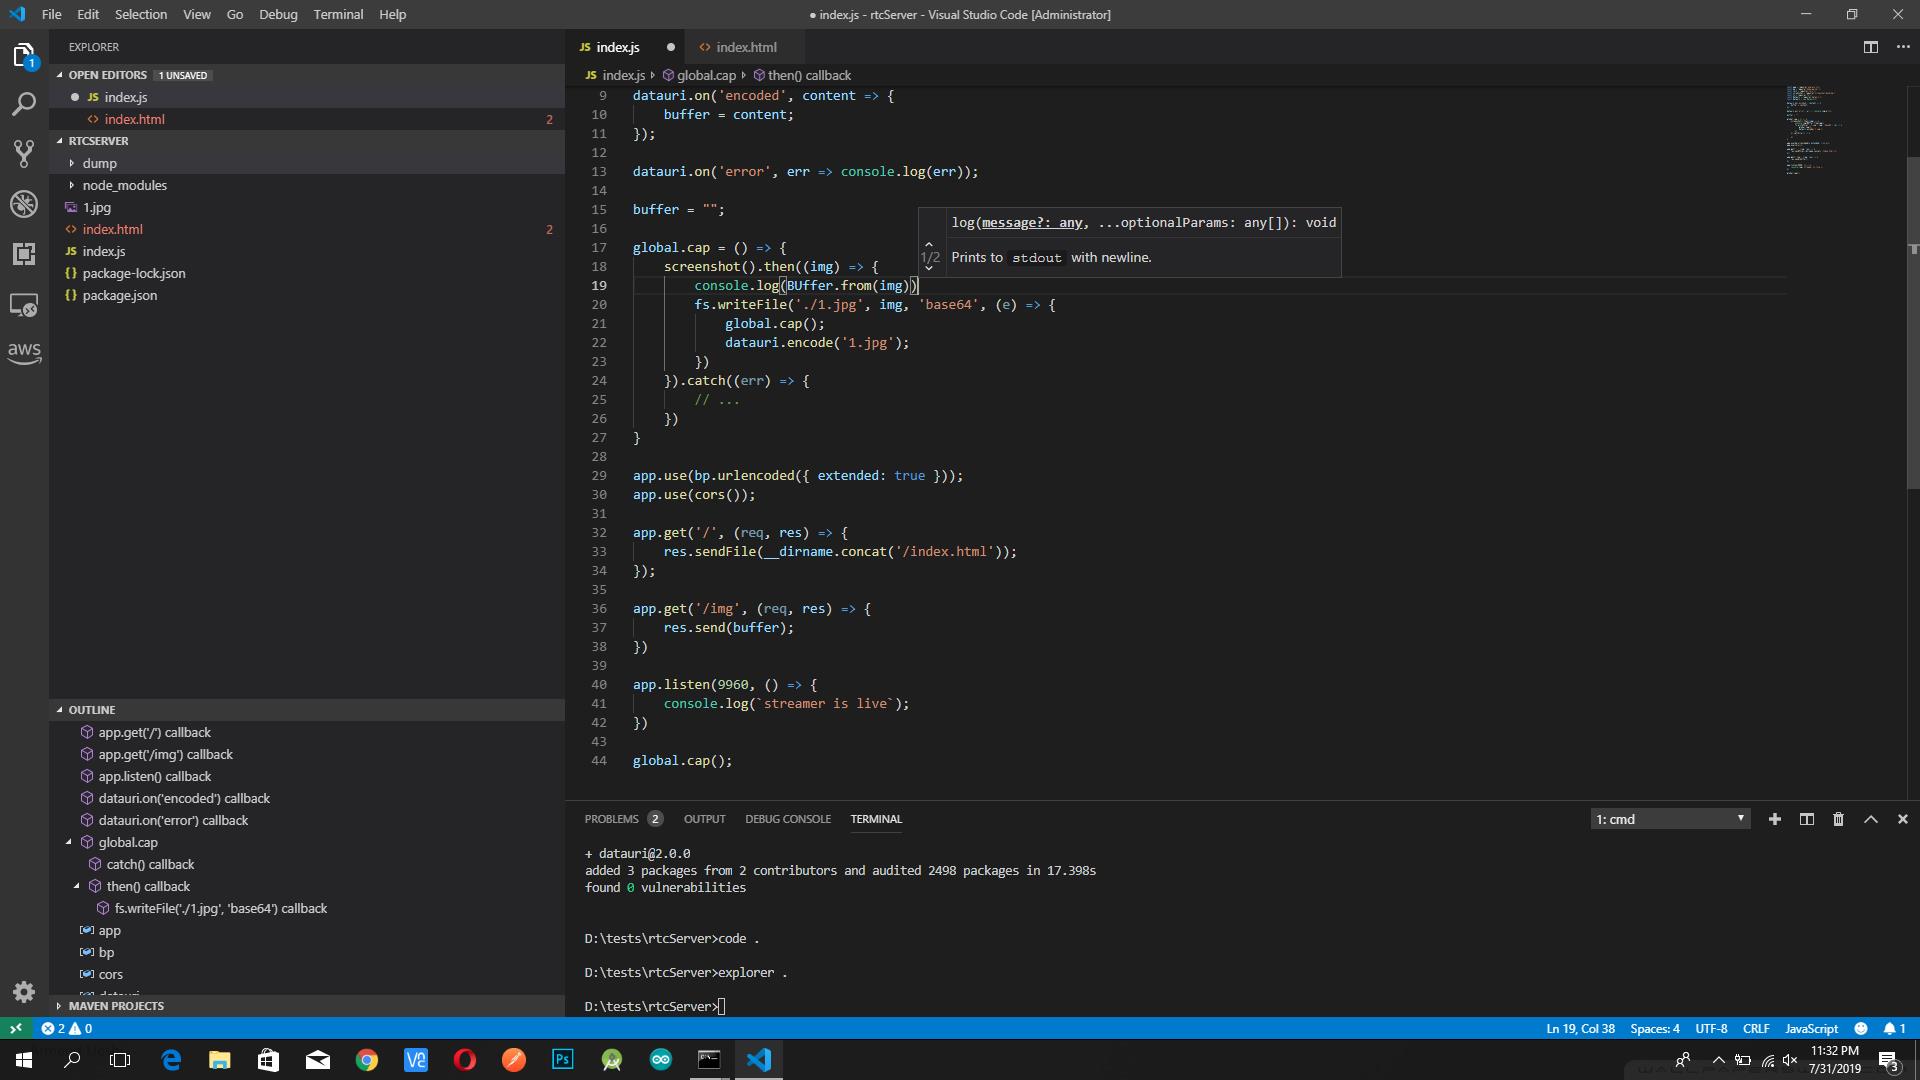 File Edit Selection View Go Debug Terminal Help
● index.js - rtcServer - Visual Studio Code [Administrator]
EXPLORER
OPEN EDITORS 1 UNSAVED
JS index.js
<> index.html 2
RTCSERVER
dump
node_modules
1.jpg
<> index.html 2
JS index.js
{} package-lock.json
{} package.json
1
aws
OUTLINE
app.get('/') callback
app.get('/img') callback
app.listen() callback
datauri.on('encoded') callback
datauri.on('error') callback
global.cap
catch() callback
then() callback
fs.writeFile('./1.jpg', 'base64') callback
app
bp
cors
MAVEN PROJECTS
JS index.js ● <> index.html
JS index.js global.cap then() callback
9 datauri.on('encoded', content => {
10 buffer = content;
11 });
12
13 datauri.on('error', err => console.log(err));
14
15 buffer = "";
16
17 global.cap = () => {
18 screenshot().then((img) => {
19 console.log(BUffer.from(img))
20 fs.writeFile('./1.jpg', img, 'base64', (e) => {
21 global.cap();
22 datauri.encode('1.jpg');
23 })
24 }).catch((err) => {
25 // ...
26 })
27 }
28
29 app.use(bp.urlencoded({ extended: true }));
30 app.use(cors());
31
32 app.get('/', (req, res) => {
33 res.sendFile(__dirname.concat('/index.html'));
34 });
35
36 app.get('/img', (req, res) => {
37 res.send(buffer);
38 })
39
40 app.listen(9960, () => {
41 console.log(`streamer is live`);
42 })
43
44 global.cap();
log(message?: any, ...optionalParams: any[]): void
1/2 Prints to stdout with newline.
PROBLEMS 2 OUTPUT DEBUG CONSOLE TERMINAL 1: cmd
+ datauri@2.0.0
added 3 packages from 2 contributors and audited 2498 packages in 17.398s
found 0 vulnerabilities
D:\tests\rtcServer>code .
D:\tests\rtcServer>explorer .
D:\tests\rtcServer>
2 0 Ln 19, Col 38 Spaces: 4 UTF-8 CRLF JavaScript 1
Ps
11:32 PM
7/31/2019
3